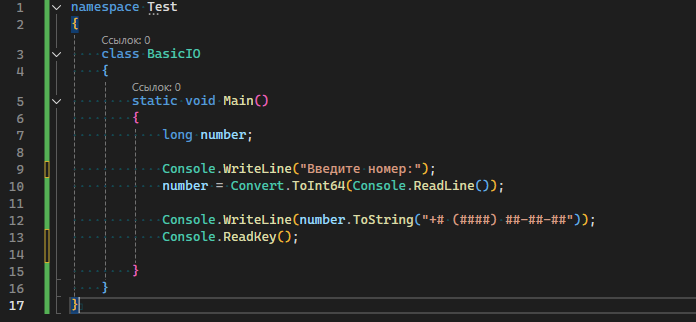 1 namespace Test
2 {
Ссылок: 0
3 class BasicIO
4 {
Ссылок: 0
5 static void Main()
6 {
7 long number;
8
9 Console.WriteLine("Введите номер:");
10 number = Convert.ToInt64(Console.ReadLine());
11
12 Console.WriteLine(number.ToString("+# (####) ##-##-##"));
13 Console.ReadKey();
14
15 }
16 }
17 }